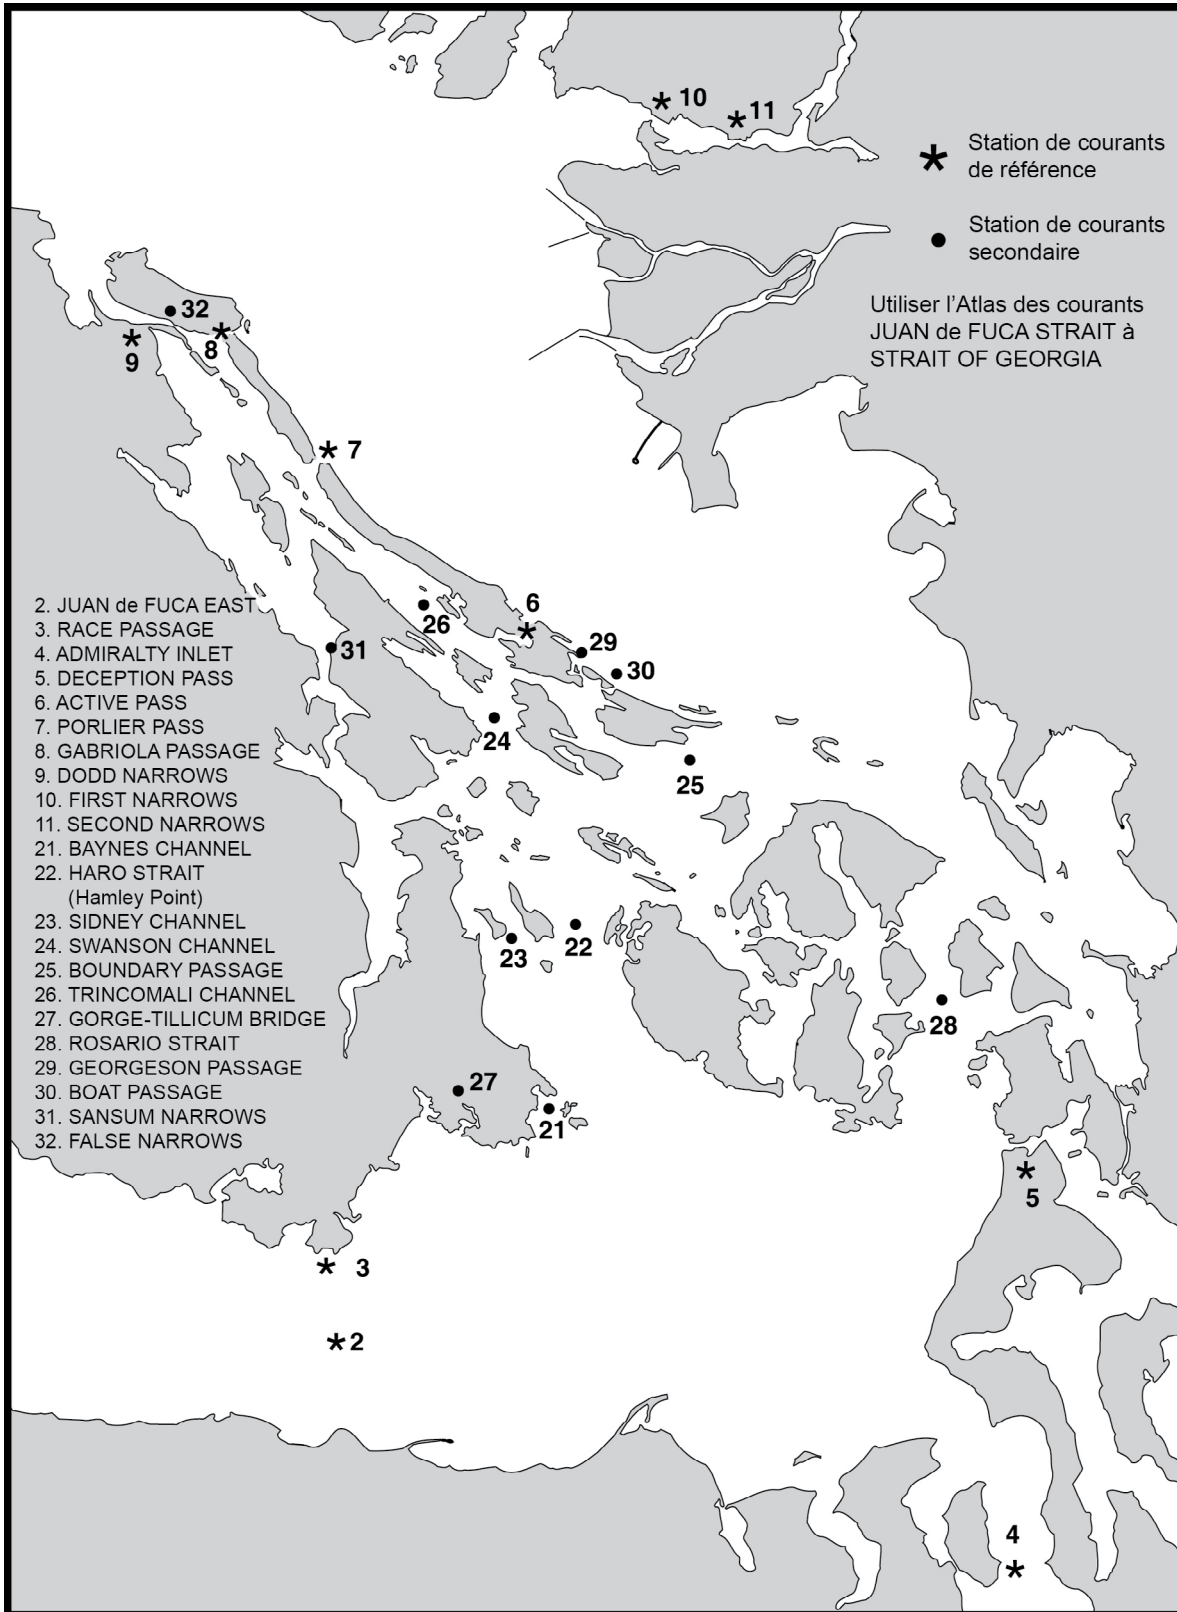 10
11
Station de courants
de référence
Station de courants
secondaire
Utiliser l'Atlas des courants
JUAN de FUCA STRAIT à
STRAIT OF GEORGIA
32
8
9
7
6
26
29
31
30
24
25
2. JUAN de FUCA EAST
3. RACE PASSAGE
4. ADMIRALTY INLET
5. DECEPTION PASS
6. ACTIVE PASS
7. PORLIER PASS
8. GABRIOLA PASSAGE
9. DODD NARROWS
10. FIRST NARROWS
11. SECOND NARROWS
21. BAYNES CHANNEL
22. HARO STRAIT
(Hamley Point)
23. SIDNEY CHANNEL
24. SWANSON CHANNEL
25. BOUNDARY PASSAGE
26. TRINCOMALI CHANNEL
27. GORGE-TILLICUM BRIDGE
28. ROSARIO STRAIT
29. GEORGESON PASSAGE
30. BOAT PASSAGE
31. SANSUM NARROWS
32. FALSE NARROWS
22
23
28
27
21
5
3
2
4